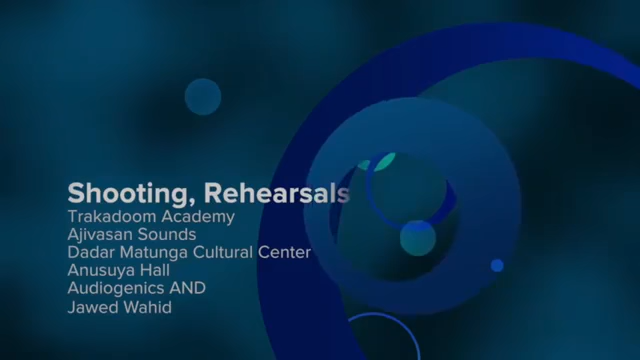 Shooting, Rehearsals
Trakadoom Academy
Ajivasan Sounds
Dadar Matunga Cultural Center
Anusuya Hall
Audiogenics AND
Jawed Wahid